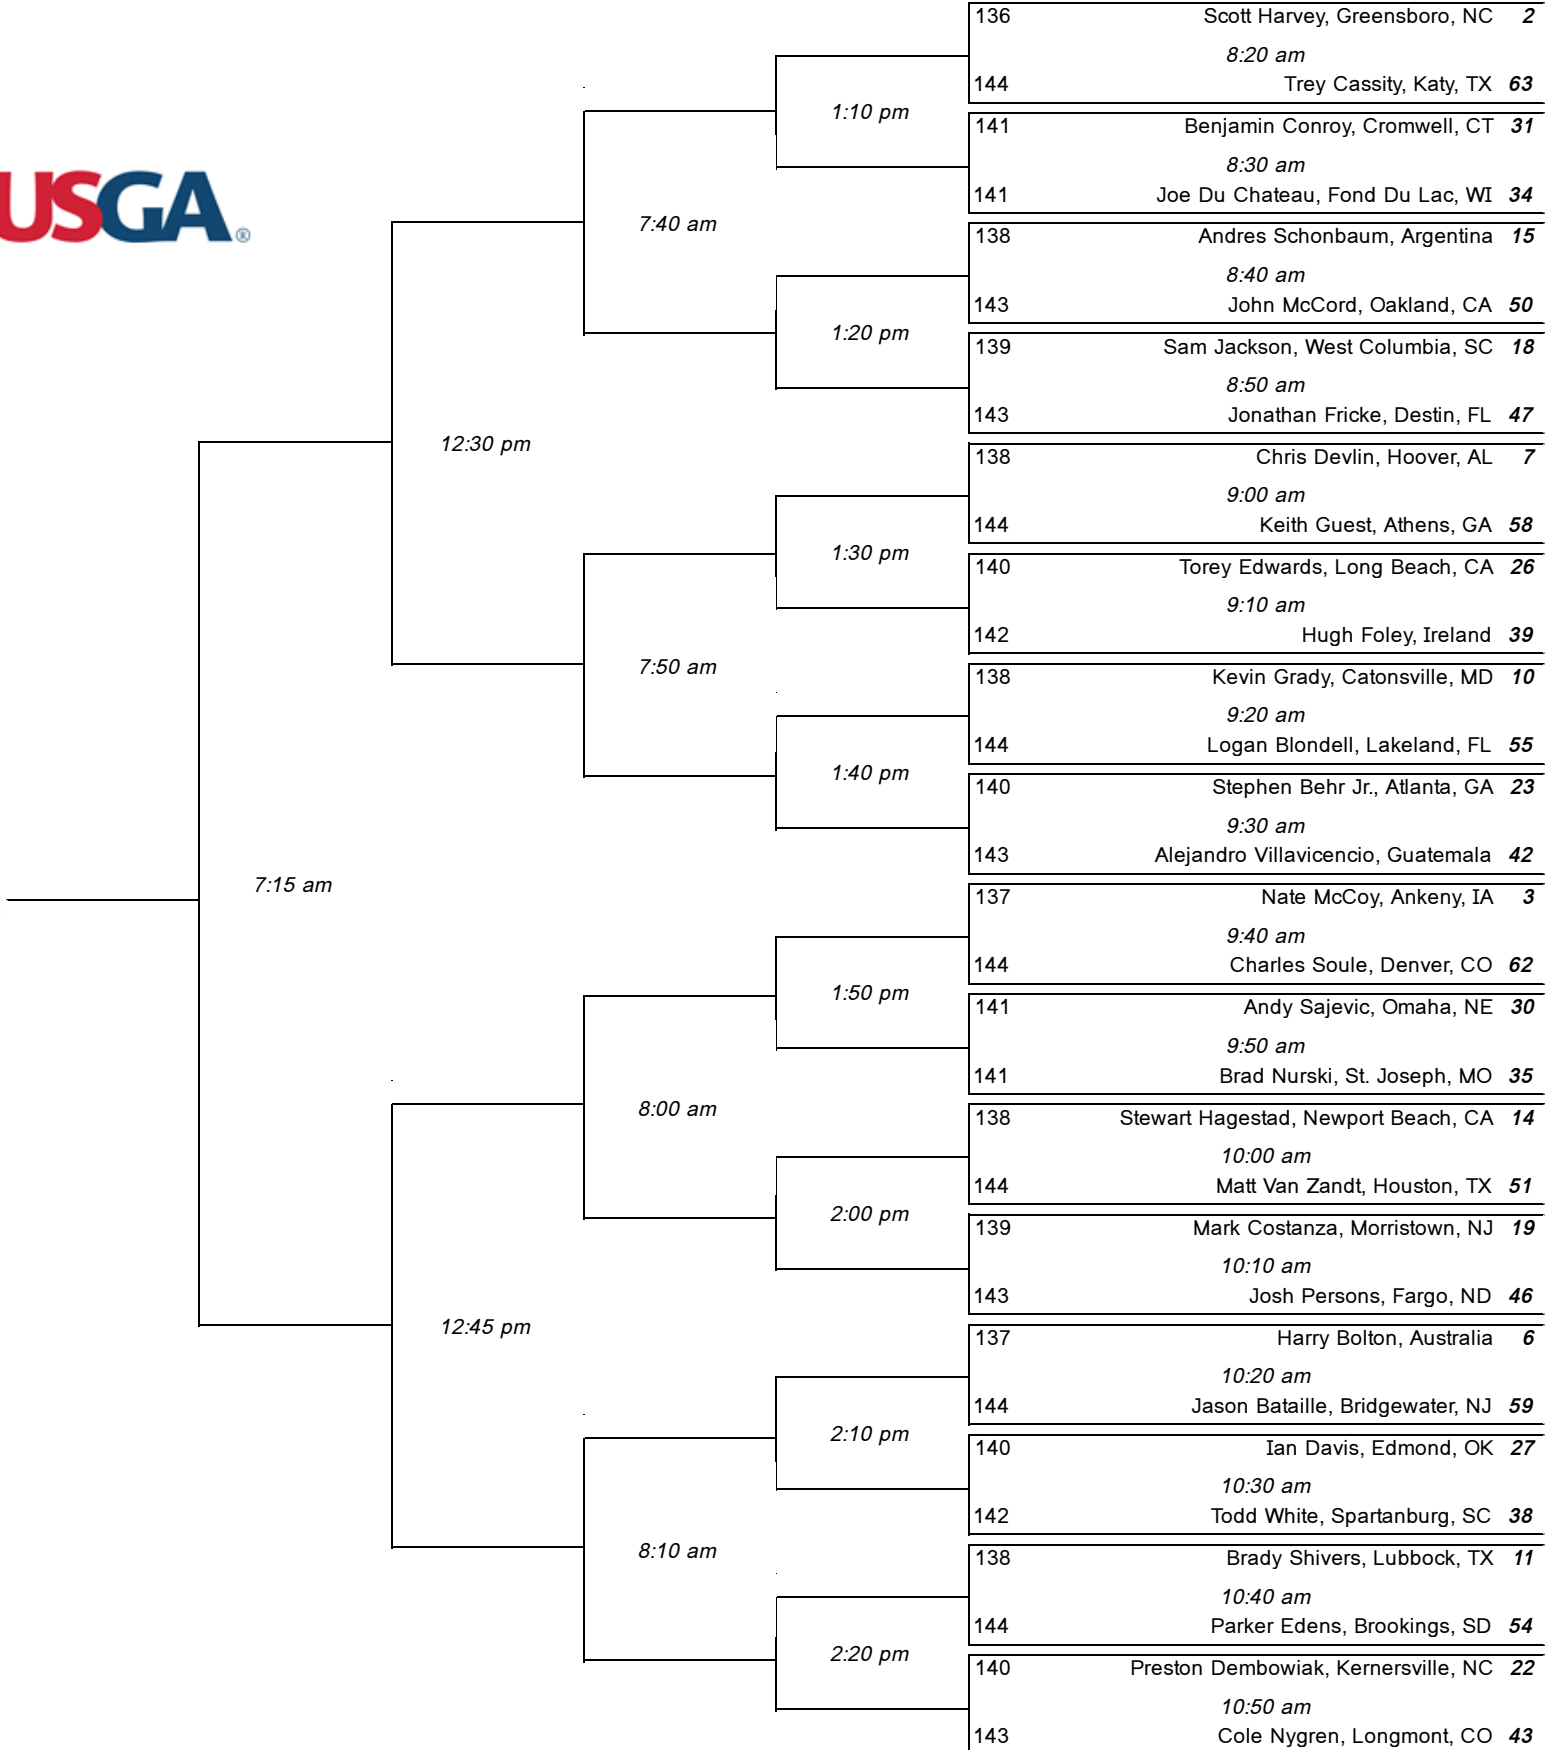 136 Scott Harvey, Greensboro, NC 2
8:20 am
144 Trey Cassity, Katy, TX 63
1:10 pm
141 Benjamin Conroy, Cromwell, CT 31
8:30 am
141 Joe Du Chateau, Fond Du Lac, WI 34
USGA®
7:40 am
138 Andres Schonbaum, Argentina 15
8:40 am
143 John McCord, Oakland, CA 50
1:20 pm
139 Sam Jackson, West Columbia, SC 18
8:50 am
143 Jonathan Fricke, Destin, FL 47
12:30 pm
138 Chris Devlin, Hoover, AL 7
9:00 am
144 Keith Guest, Athens, GA 58
1:30 pm
140 Torey Edwards, Long Beach, CA 26
9:10 am
142 Hugh Foley, Ireland 39
7:50 am
138 Kevin Grady, Catonsville, MD 10
9:20 am
144 Logan Blondell, Lakeland, FL 55
1:40 pm
140 Stephen Behr Jr., Atlanta, GA 23
9:30 am
143 Alejandro Villavicencio, Guatemala 42
7:15 am
137 Nate McCoy, Ankeny, IA 3
9:40 am
144 Charles Soule, Denver, CO 62
1:50 pm
141 Andy Sajevic, Omaha, NE 30
9:50 am
141 Brad Nurski, St. Joseph, MO 35
8:00 am
138 Stewart Hagestad, Newport Beach, CA 14
10:00 am
144 Matt Van Zandt, Houston, TX 51
2:00 pm
139 Mark Costanza, Morristown, NJ 19
10:10 am
143 Josh Persons, Fargo, ND 46
12:45 pm
137 Harry Bolton, Australia 6
10:20 am
144 Jason Bataille, Bridgewater, NJ 59
2:10 pm
140 Ian Davis, Edmond, OK 27
10:30 am
142 Todd White, Spartanburg, SC 38
8:10 am
138 Brady Shivers, Lubbock, TX 11
10:40 am
144 Parker Edens, Brookings, SD 54
2:20 pm
140 Preston Dembowiak, Kernersville, NC 22
10:50 am
143 Cole Nygren, Longmont, CO 43